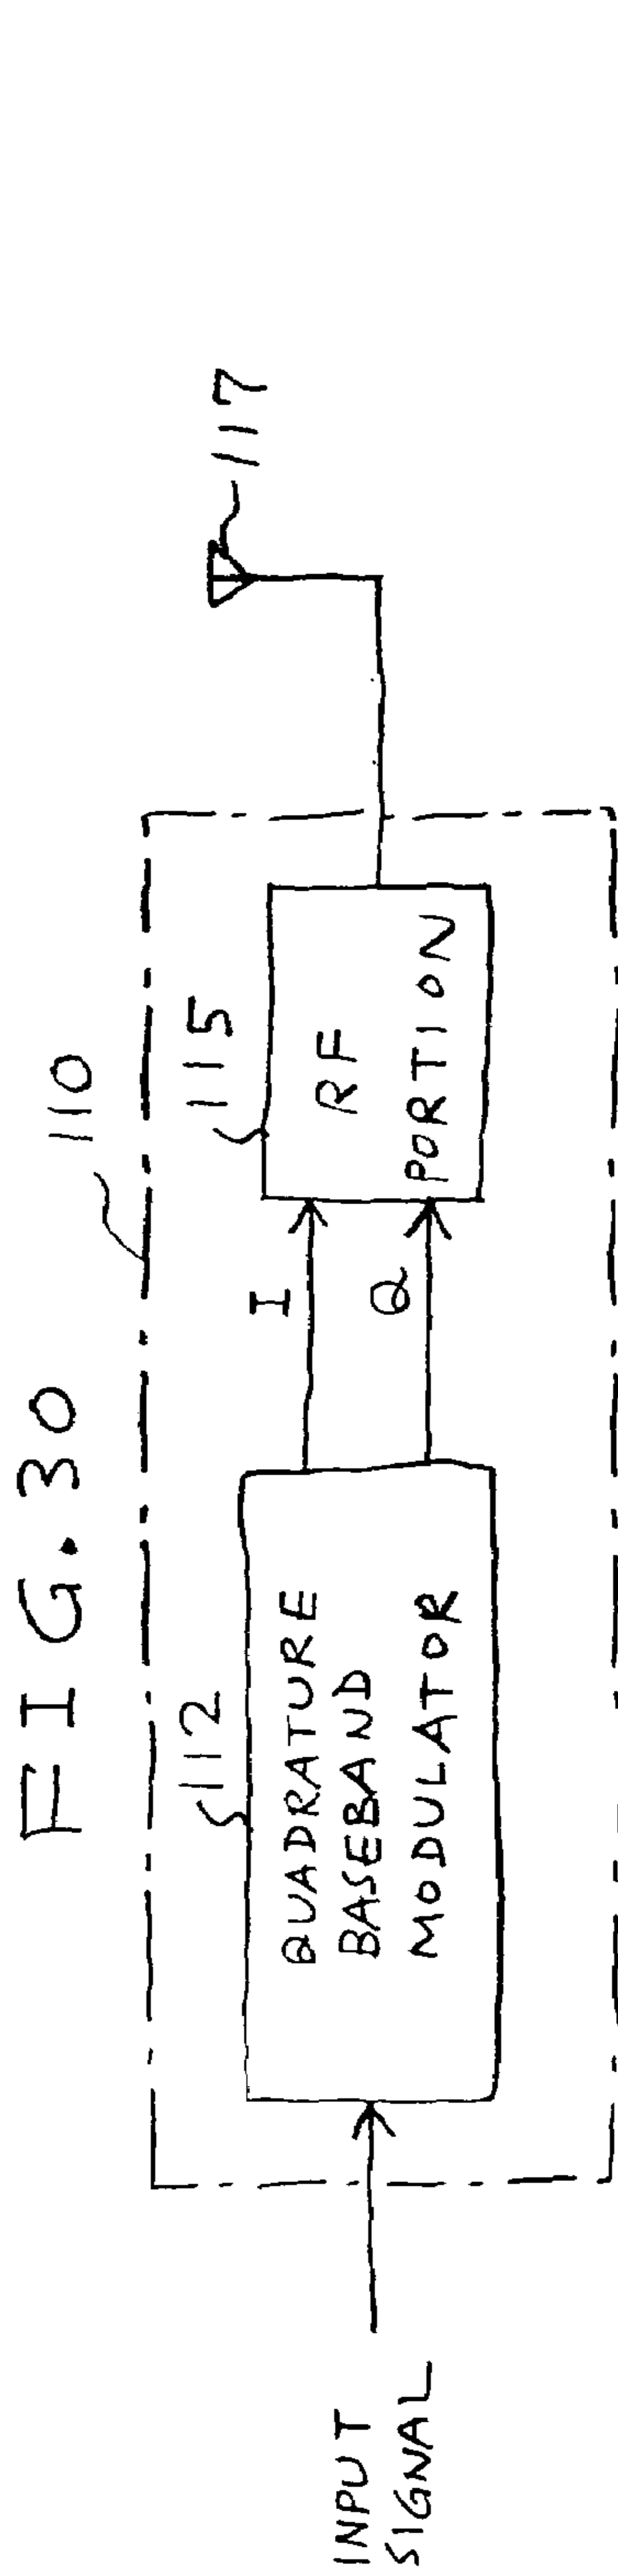 FIG.30
110
112
115
117
I
Q
QUADRATURE
BASEBAND
MODULATOR
RF
PORTION
INPUT
SIGNAL